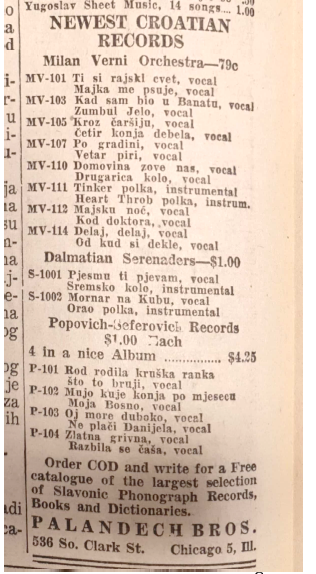 Yugoslav Sheet Music, 14 songs... 1.00
NEWEST CROATIAN
RECORDS
Milan Verni Orchestra—79c
MV-101 Ti si rajski cvet, vocal
Majka me psuje, vocal
MV-103 Kad sam bio u Banatu, vocal
Zumbul Jelo, vocal
MV-105 Kroz čaršiju, vocal
Četir konja debela, vocal
MV-107 Po gradini, vocal
Vetar piri, vocal
MV-110 Domovina zove nas, vocal
Drugarica kolo, vocal
MV-111 Tinker polka, instrumental
Heart Throb polka, instrum.
MV-112 Majsku noć, vocal
Kod doktora, vocal
MV-114 Delaj, delaj, vocal
Od kud si dekle, vocal
Dalmatian Serenaders—$1.00
S-1001 Pjesmu ti pjevam, vocal
Sremsko kolo, instrumental
S-1002 Mornar na Kubu, vocal
Orao polka, instrumental
Popovich-Seferovich Records
$1.00 Each
4 in a nice Album ............... $4.25
P-101 Rod rodila kruška ranka
što to bruji, vocal
P-102 Mujo kuje konja po mjesecu
Moja Bosno, vocal
P-103 Oj more duboko, vocal
Ne plači Danijela, vocal
P-104 Zlatna grivna, vocal
Razbila se čaša, vocal
Order COD and write for a Free
catalogue of the largest selection
of Slavonic Phonograph Records,
Books and Dictionaries.
PALANDECH BROS.
536 So. Clark St. Chicago 5, Ill.